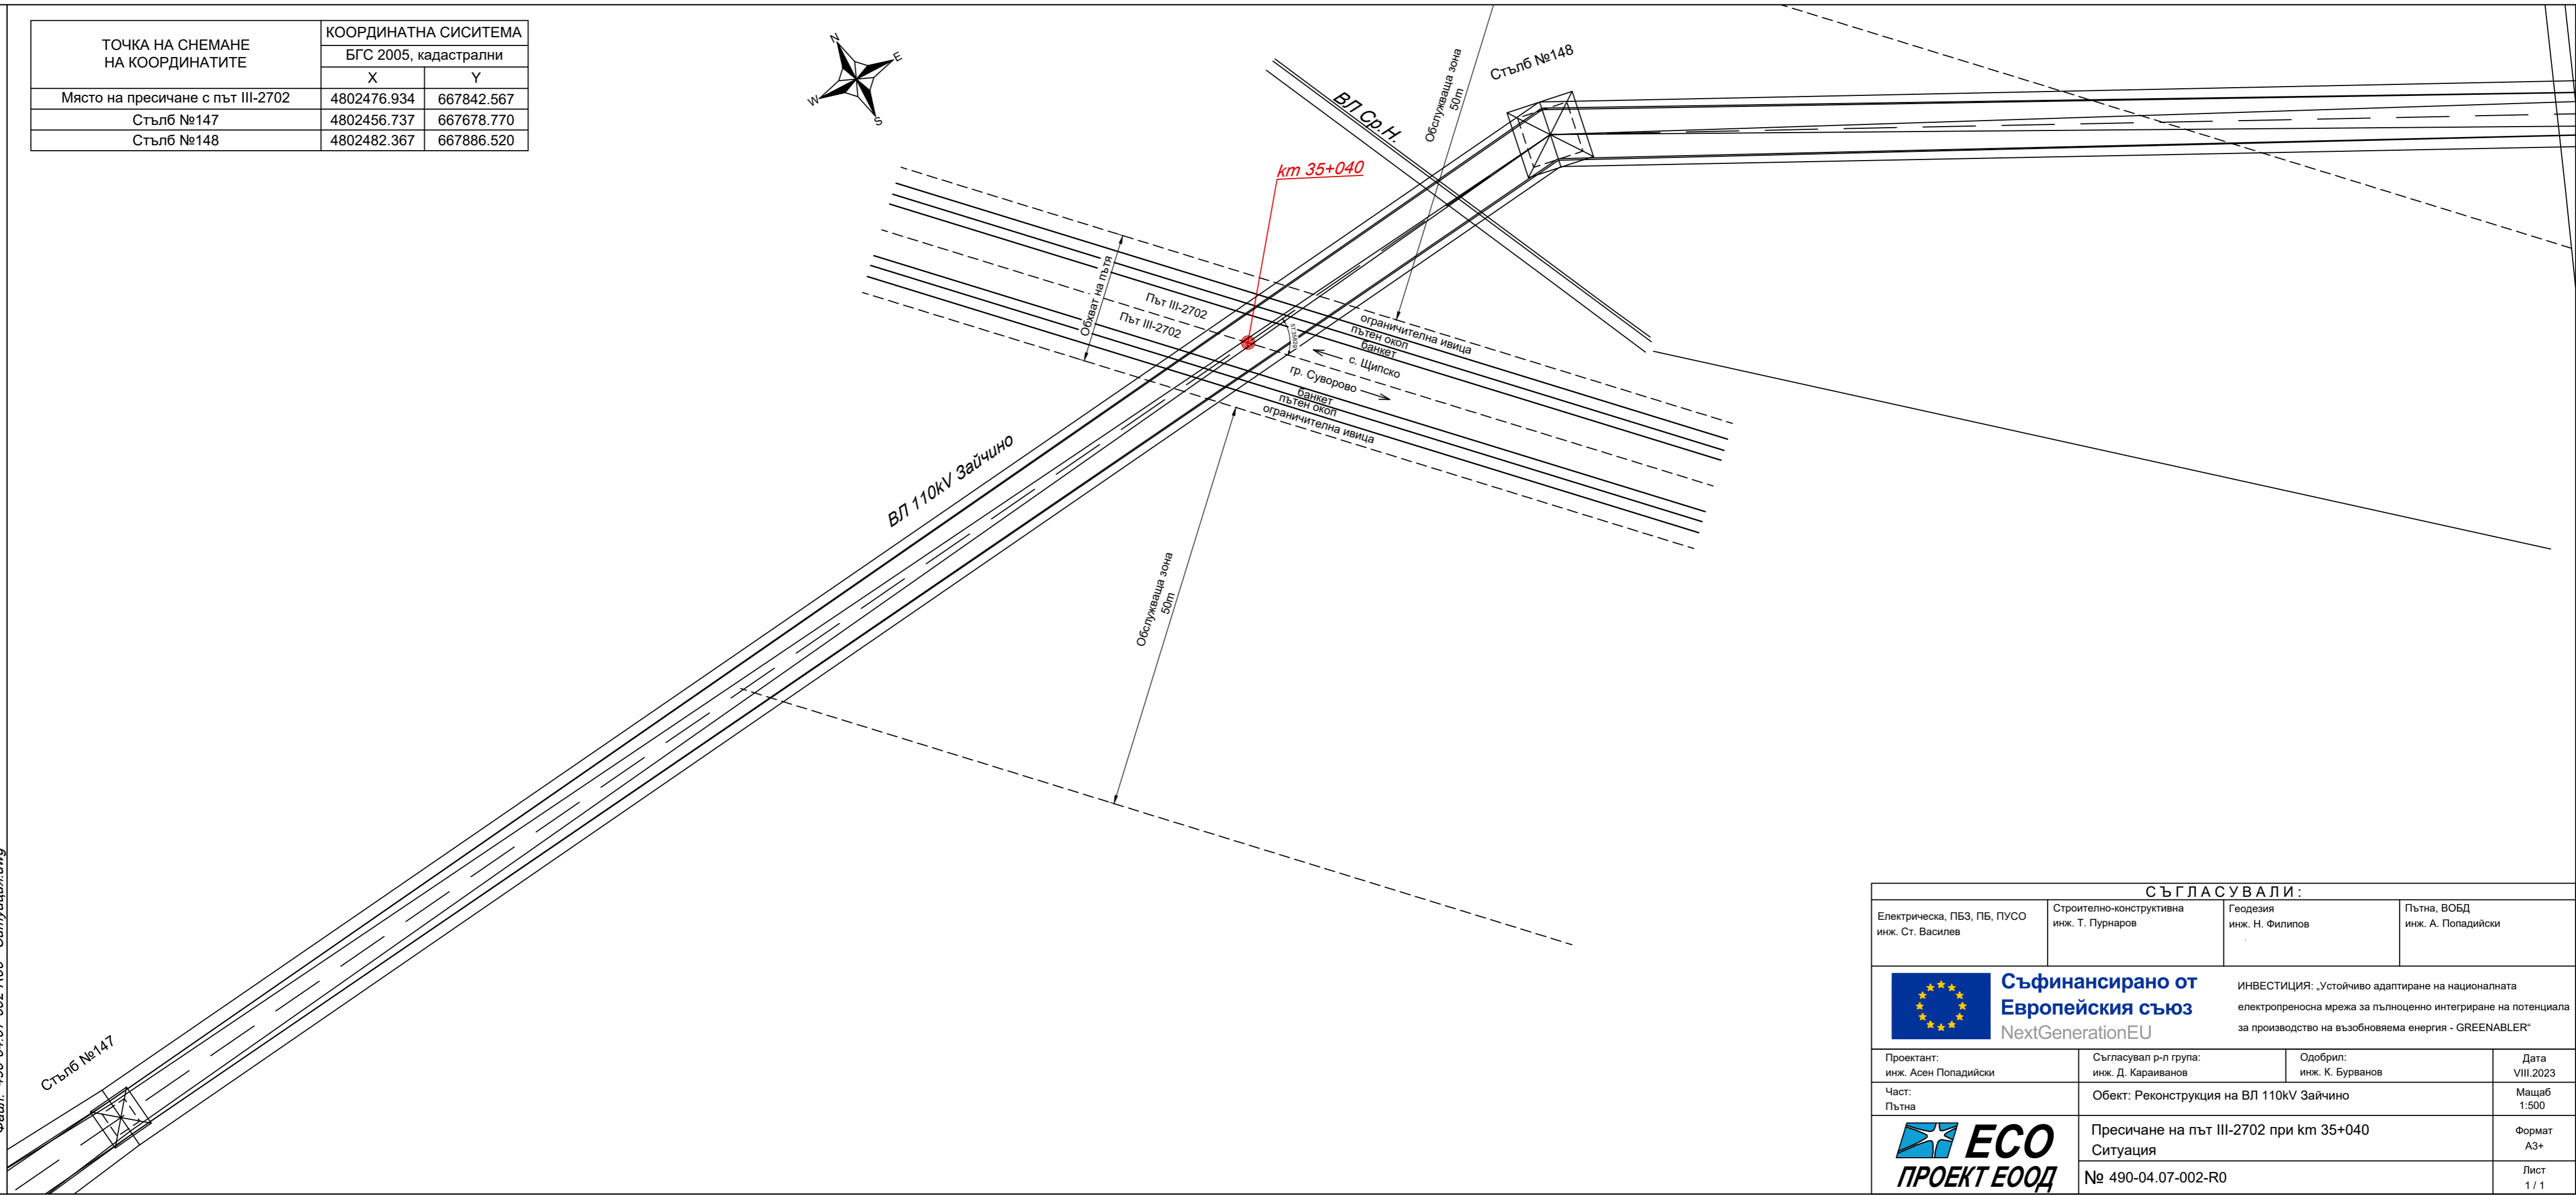 ТОЧКА НА СНЕМАНЕ
НА КООРДИНАТИТЕ
КООРДИНАТНА СИСИТЕМА
БГС 2005, кадастрални
X Y
Място на пресичане с път III-2702 4802476.934 667842.567
Стълб №147 4802456.737 667678.770
Стълб №148 4802482.367 667886.520
N
E
W
S
Обслужваща зона
50m
Стълб №148
ВЛ Ср.Н.
km 35+040
Обхват на пътя
Път III-2702
Път III-2702
ограничителна ивица
пътен окоп
банкет
с. Щипско
гр. Суворово
банкет
пътен окоп
ограничителна ивица
ВЛ 110kV Зайчино
Обслужваща зона
50m
Стълб №147
СЪГЛАСУВАЛИ:
Електрическа, ПБЗ, ПБ, ПУСО
инж. Ст. Василев
Строително-конструктивна
инж. Т. Пурнаров
Геодезия
инж. Н. Филипов
Пътна, ВОБД
инж. А. Попадийски
Съфинансирано от
Европейския съюз
NextGenerationEU
ИНВЕСТИЦИЯ: „Устойчиво адаптиране на националната
електропреносна мрежа за пълноценно интегриране на потенциала
за производство на възобновяема енергия - GREENABLER“
Проектант:
инж. Асен Попадийски
Съгласувал р-л група:
инж. Д. Караиванов
Одобрил:
инж. К. Бурванов
Дата
VIII.2023
Част:
Пътна
Обект: Реконструкция на ВЛ 110kV Зайчино
Мащаб
1:500
ECO
ПРОЕКТ ЕООД
Пресичане на път III-2702 при km 35+040
Ситуация
Формат
А3+
№ 490-04.07-002-R0
Лист
1 / 1